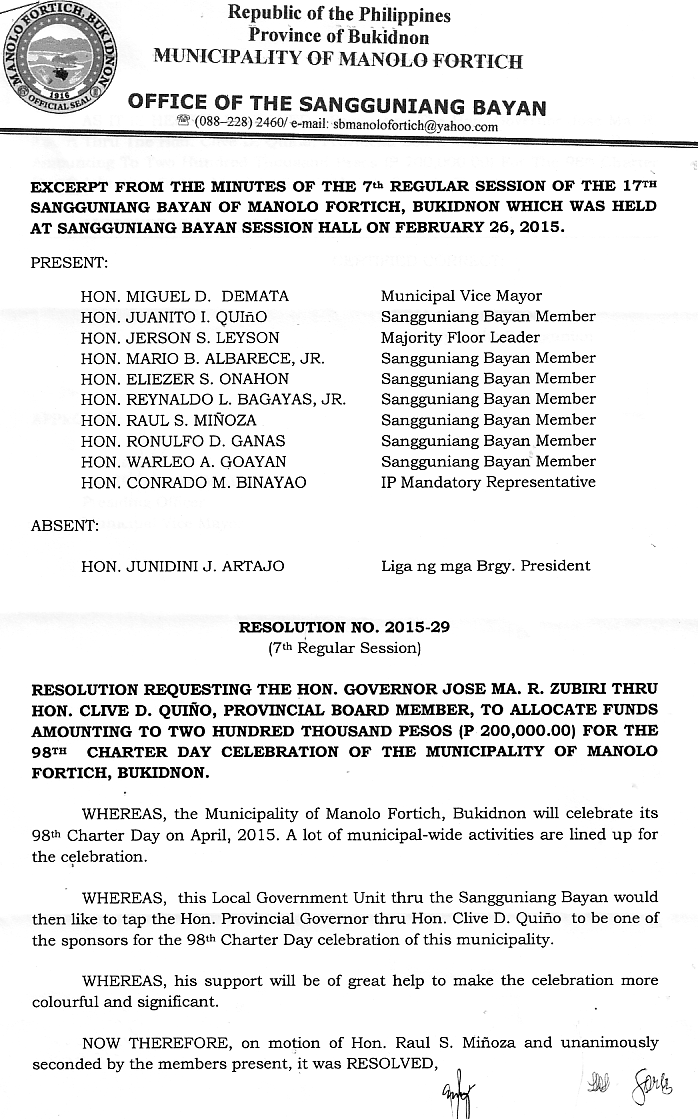 MANOLO FORTICH, BUKIDNON
1916
OFFICIAL SEAL
Republic of the Philippines
Province of Bukidnon
MUNICIPALITY OF MANOLO FORTICH
OFFICE OF THE SANGGUNIANG BAYAN
☎ (088–228) 2460/ e-mail: sbmanolofortich@yahoo.com
EXCERPT FROM THE MINUTES OF THE 7th REGULAR SESSION OF THE 17TH
SANGGUNIANG BAYAN OF MANOLO FORTICH, BUKIDNON WHICH WAS HELD
AT SANGGUNIANG BAYAN SESSION HALL ON FEBRUARY 26, 2015.
PRESENT:
HON. MIGUEL D. DEMATA Municipal Vice Mayor
HON. JUANITO I. QUIñO Sangguniang Bayan Member
HON. JERSON S. LEYSON Majority Floor Leader
HON. MARIO B. ALBARECE, JR. Sangguniang Bayan Member
HON. ELIEZER S. ONAHON Sangguniang Bayan Member
HON. REYNALDO L. BAGAYAS, JR. Sangguniang Bayan Member
HON. RAUL S. MIÑOZA Sangguniang Bayan Member
HON. RONULFO D. GANAS Sangguniang Bayan Member
HON. WARLEO A. GOAYAN Sangguniang Bayan Member
HON. CONRADO M. BINAYAO IP Mandatory Representative
ABSENT:
HON. JUNIDINI J. ARTAJO Liga ng mga Brgy. President
RESOLUTION NO. 2015-29
(7th Regular Session)
RESOLUTION REQUESTING THE HON. GOVERNOR JOSE MA. R. ZUBIRI THRU
HON. CLIVE D. QUIÑO, PROVINCIAL BOARD MEMBER, TO ALLOCATE FUNDS
AMOUNTING TO TWO HUNDRED THOUSAND PESOS (P 200,000.00) FOR THE
98TH CHARTER DAY CELEBRATION OF THE MUNICIPALITY OF MANOLO
FORTICH, BUKIDNON.
WHEREAS, the Municipality of Manolo Fortich, Bukidnon will celebrate its
98th Charter Day on April, 2015. A lot of municipal-wide activities are lined up for
the celebration.
WHEREAS, this Local Government Unit thru the Sangguniang Bayan would
then like to tap the Hon. Provincial Governor thru Hon. Clive D. Quiño to be one of
the sponsors for the 98th Charter Day celebration of this municipality.
WHEREAS, his support will be of great help to make the celebration more
colourful and significant.
NOW THEREFORE, on motion of Hon. Raul S. Miñoza and unanimously
seconded by the members present, it was RESOLVED,